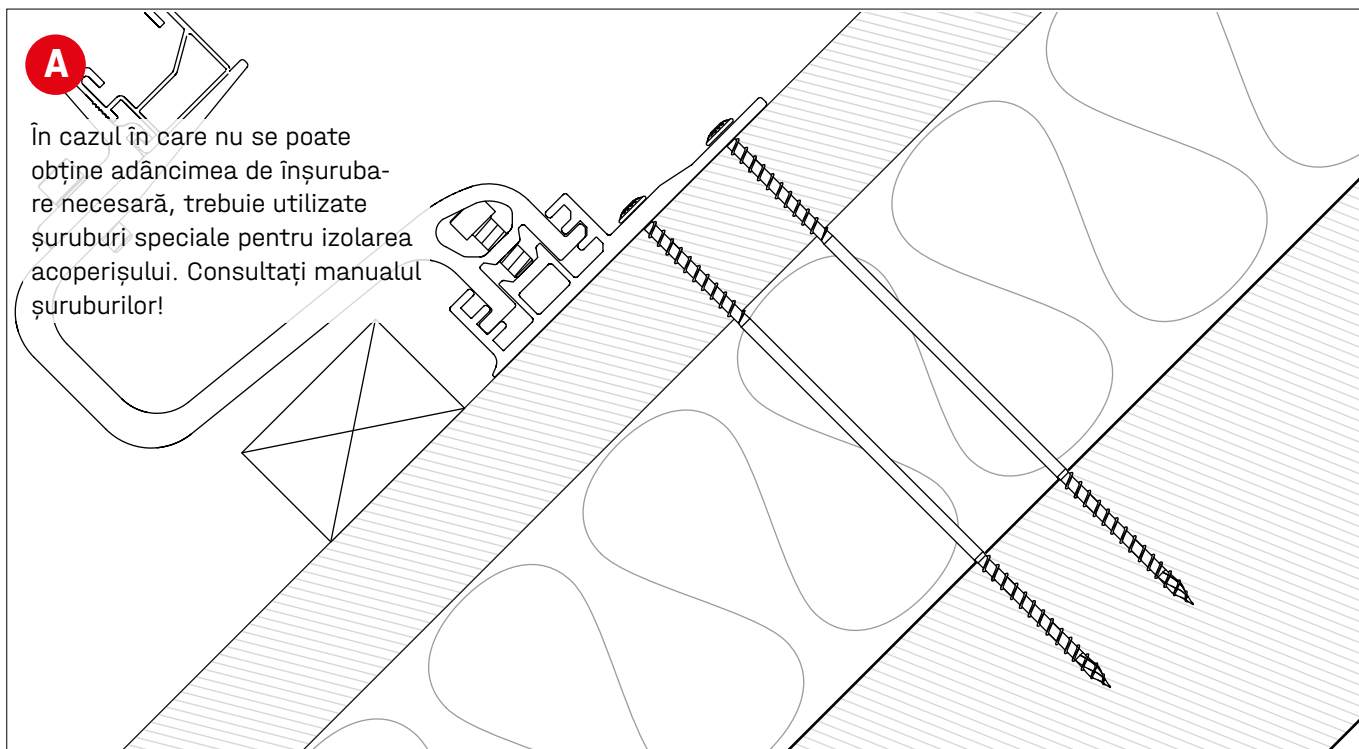 A
În cazul în care nu se poate
obține adâncimea de înșuruba-
re necesară, trebuie utilizate
șuruburi speciale pentru izolarea
acoperișului. Consultați manualul
șuruburilor!